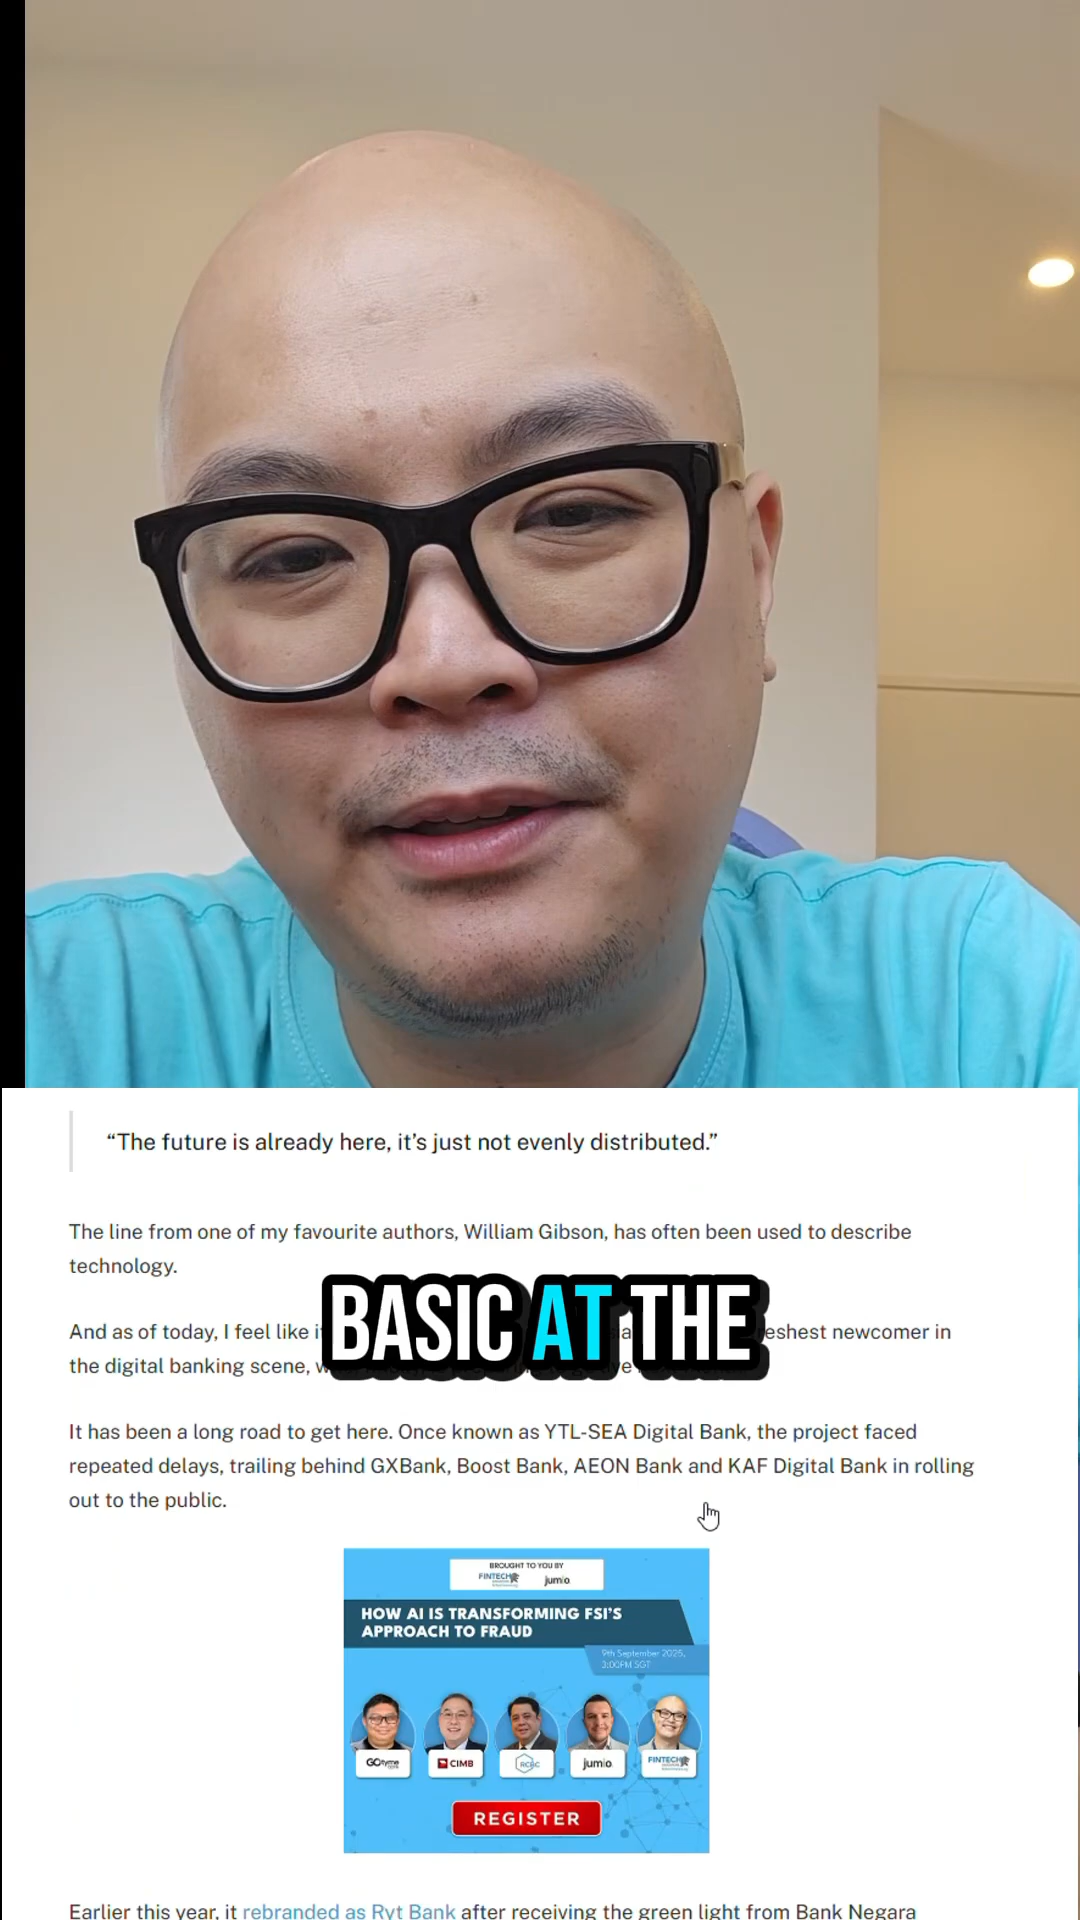 “The future is already here, it’s just not evenly distributed.”
The line from one of my favourite authors, William Gibson, has often been used to describe
technology.
BASIC AT THE
And as of today, I feel like reshest newcomer in
the digital banking scene,
It has been a long road to get here. Once known as YTL-SEA Digital Bank, the project faced
repeated delays, trailing behind GXBank, Boost Bank, AEON Bank and KAF Digital Bank in rolling
out to the public.
BROUGHT TO YOU BY
FINTECH jumio
HOW AI IS TRANSFORMING FSI’S
APPROACH TO FRAUD
9th September 2025,
3:00PM SGT
GOtyme CIMB RCBC jumio FINTECH
REGISTER
Earlier this year, it rebranded as Ryt Bank after receiving the green light from Bank Negara